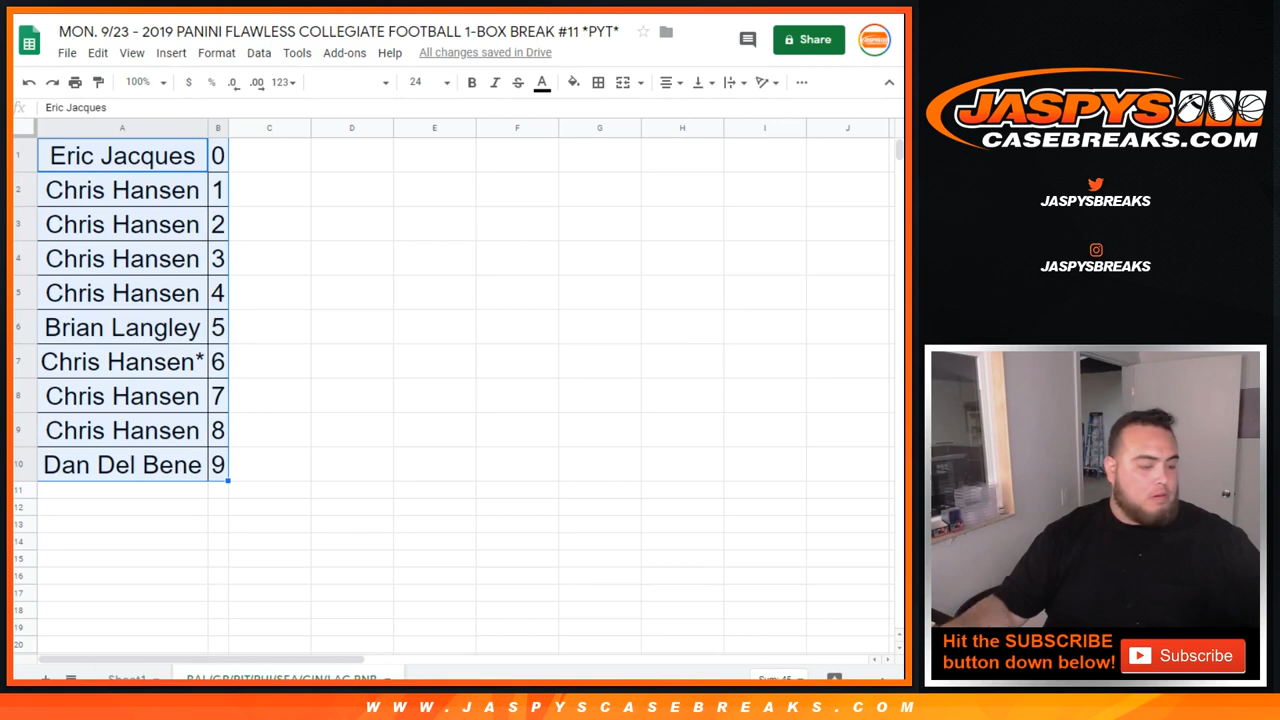 MON. 9/23 - 2019 PANINI FLAWLESS COLLEGIATE FOOTBALL 1-BOX BREAK #11 *PYT*
File Edit View Insert Format Data Tools Add-ons Help All changes saved in Drive
Share
100% $ % .0 .00 123 24 B I S A
fx Eric Jacques
A B C D E F G H I J
1 Eric Jacques 0
2 Chris Hansen 1
3 Chris Hansen 2
4 Chris Hansen 3
5 Chris Hansen 4
6 Brian Langley 5
7 Chris Hansen* 6
8 Chris Hansen 7
9 Chris Hansen 8
10 Dan Del Bene 9
11
12
13
14
15
16
17
18
19
20
Sheet1
Sum: 45
JASPYS
CASEBREAKS.COM
JASPYSBREAKS
JASPYSBREAKS
Hit the SUBSCRIBE
button down below!
Subscribe
WWW.JASPYSCASEBREAKS.COM